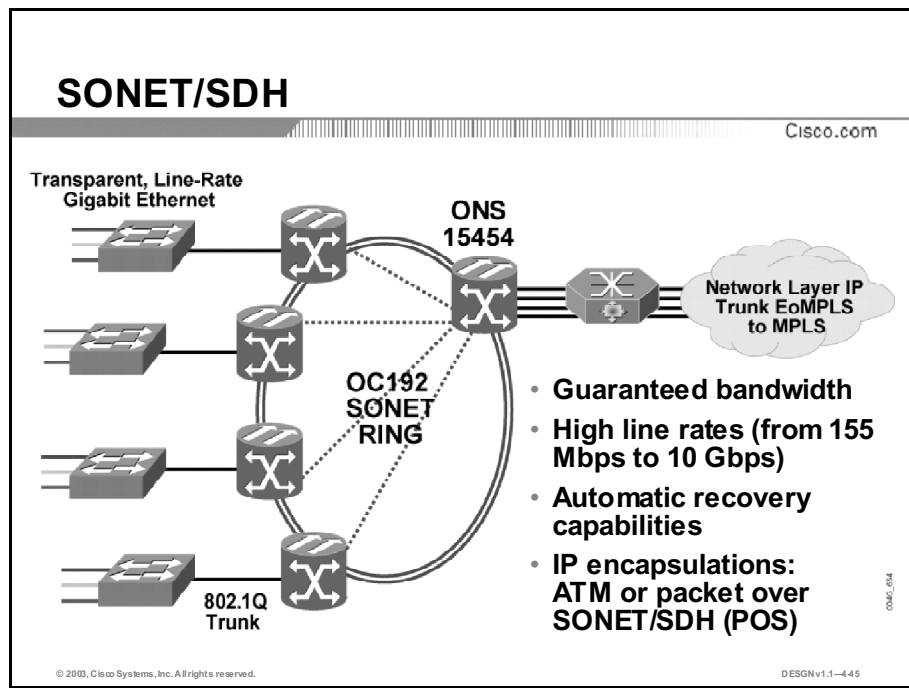 SONET/SDH
Cisco.com
Transparent, Line-Rate
Gigabit Ethernet
ONS
15454
Network Layer IP
Trunk EoMPLS
to MPLS
OC192
SONET
RING
802.1Q
Trunk
• Guaranteed bandwidth
• High line rates (from 155
Mbps to 10 Gbps)
• Automatic recovery
capabilities
• IP encapsulations:
ATM or packet over
SONET/SDH (POS)
© 2003, Cisco Systems, Inc. All rights reserved.
DESGN v1.1—4-45